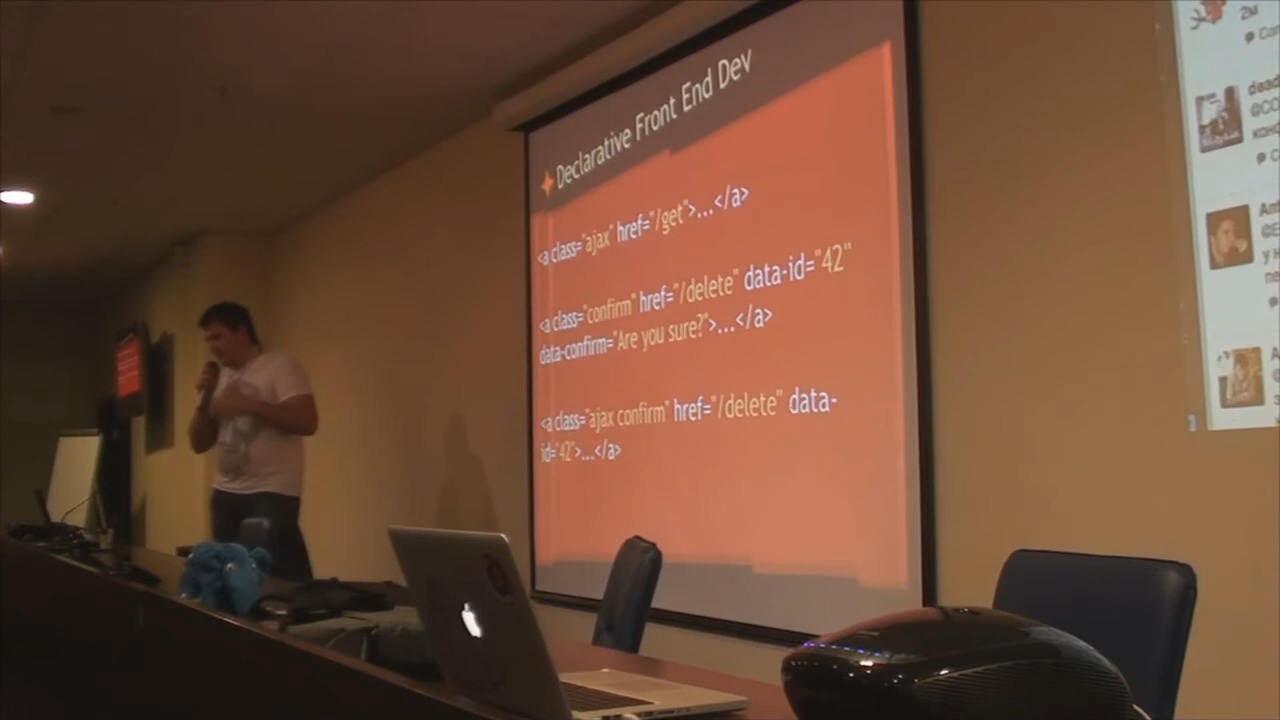 Declarative Front End Dev
<a class="ajax" href="/get">...</a>
<a class="confirm" href="/delete" data-id="42"
data-confirm="Are you sure?">...</a>
<a class="ajax confirm" href="/delete" data-
id="42">...</a>
2м